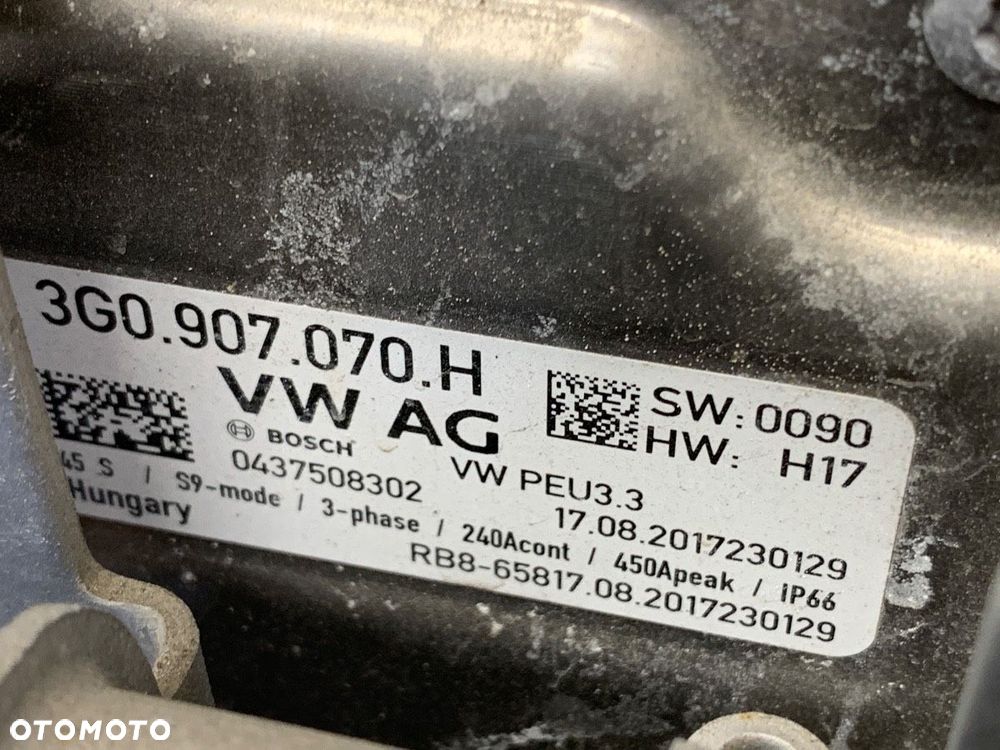 3G0.907.070.H
VW AG
SW: 0090
HW: H17
BOSCH
0437508302
VW PEU3.3
17.08.2017230129
45 S / S9-mode / 3-phase / 240Acont / 450Apeak / IP66
Hungary
RB8-65817.08.2017230129
OTOMOTO